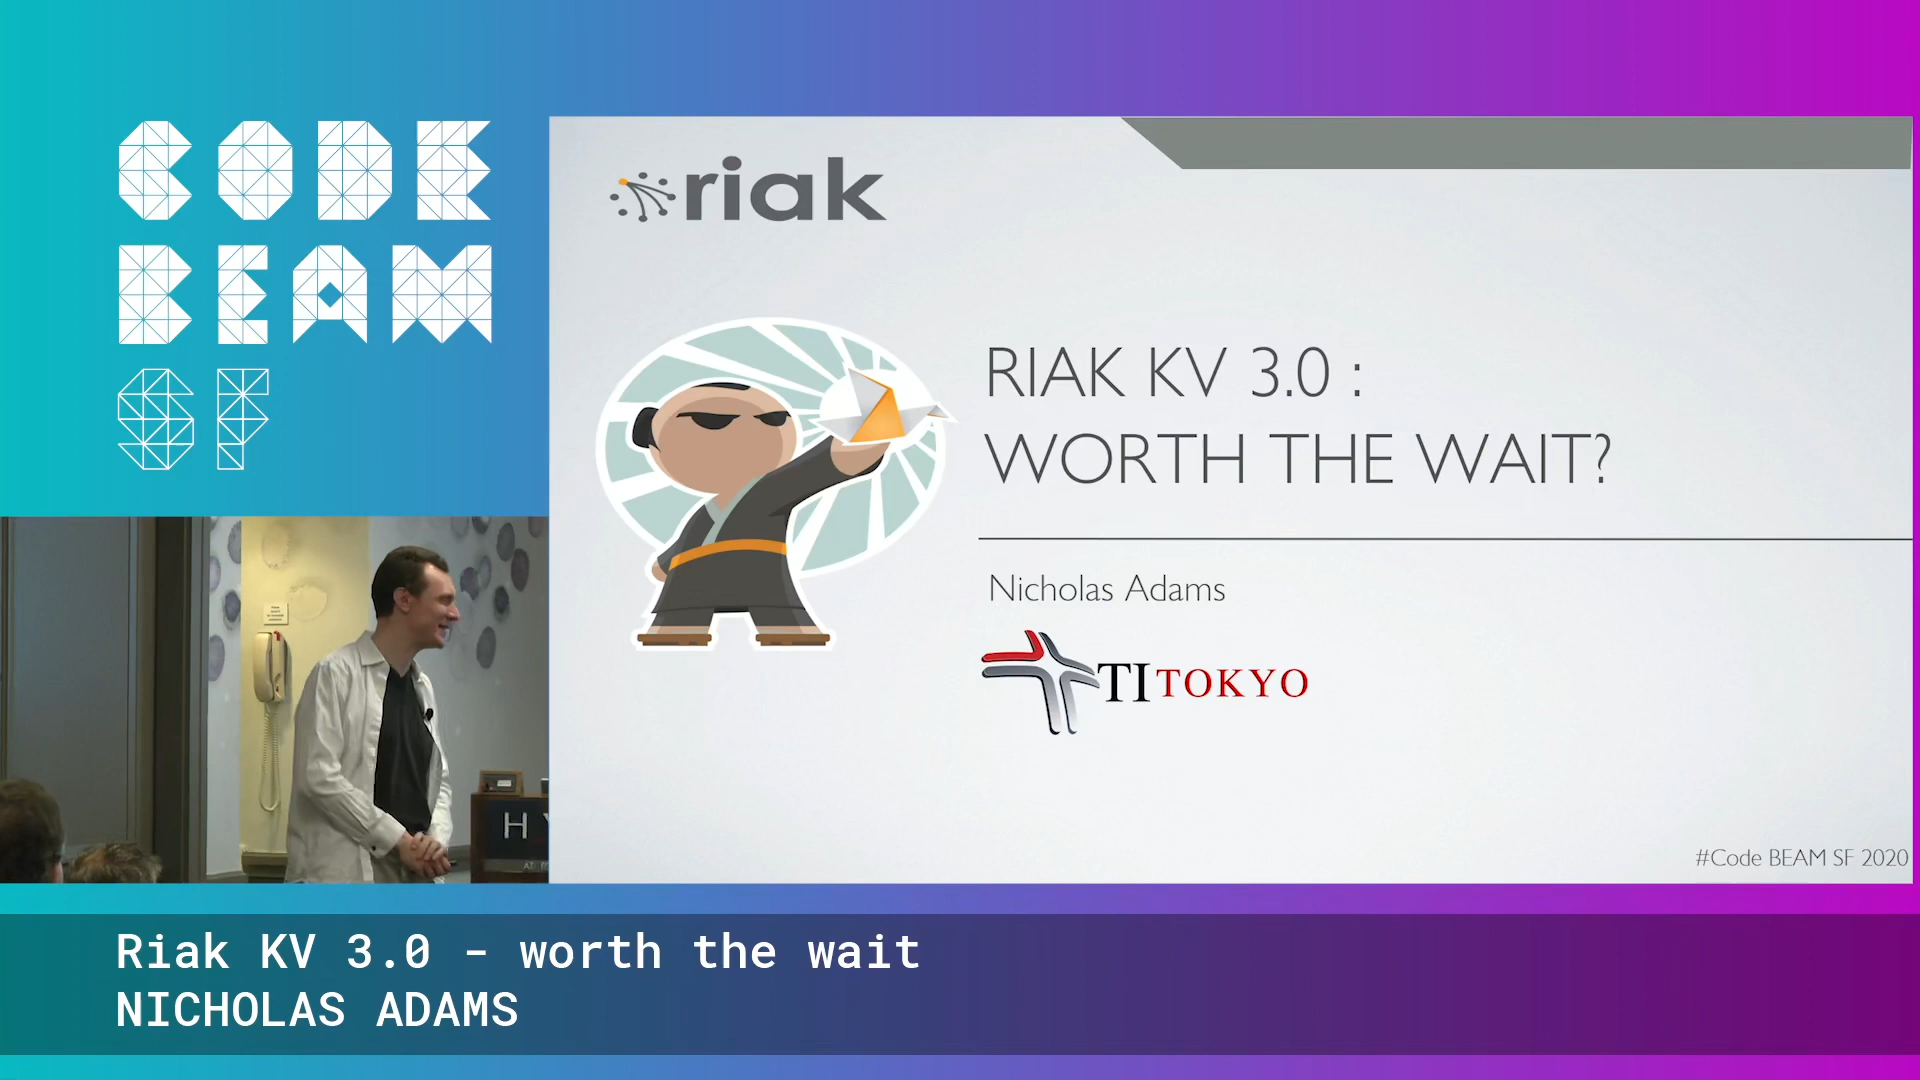 CODE
BEAM
SF
riak
RIAK KV 3.0 :
WORTH THE WAIT?
Nicholas Adams
TI TOKYO
#Code BEAM SF 2020
H Y
AT
Riak KV 3.0 - worth the wait
NICHOLAS ADAMS